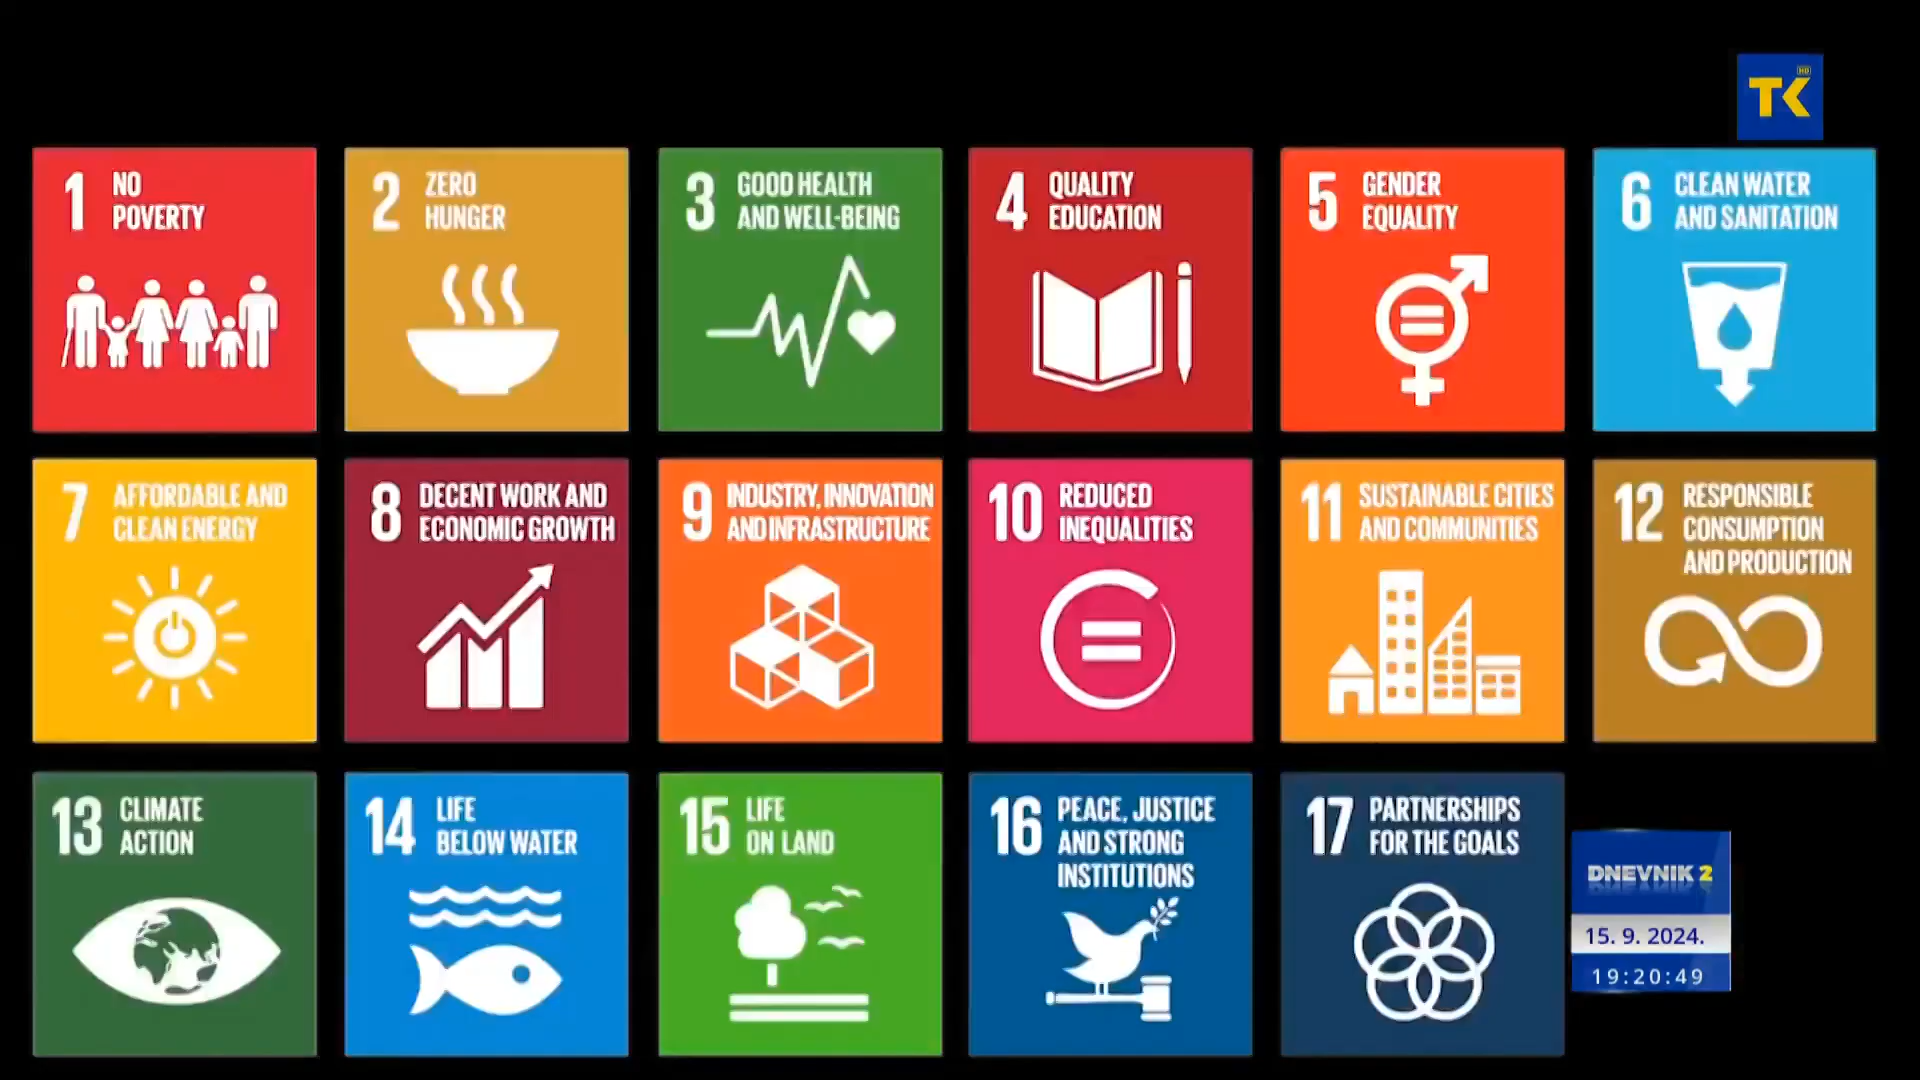 TK HD
1 NO
POVERTY
2 ZERO
HUNGER
3 GOOD HEALTH
AND WELL-BEING
4 QUALITY
EDUCATION
5 GENDER
EQUALITY
6 CLEAN WATER
AND SANITATION
7 AFFORDABLE AND
CLEAN ENERGY
8 DECENT WORK AND
ECONOMIC GROWTH
9 INDUSTRY, INNOVATION
AND INFRASTRUCTURE
10 REDUCED
INEQUALITIES
11 SUSTAINABLE CITIES
AND COMMUNITIES
12 RESPONSIBLE
CONSUMPTION
AND PRODUCTION
13 CLIMATE
ACTION
14 LIFE
BELOW WATER
15 LIFE
ON LAND
16 PEACE, JUSTICE
AND STRONG
INSTITUTIONS
17 PARTNERSHIPS
FOR THE GOALS
DNEVNIK 2
15. 9. 2024.
19:20:49